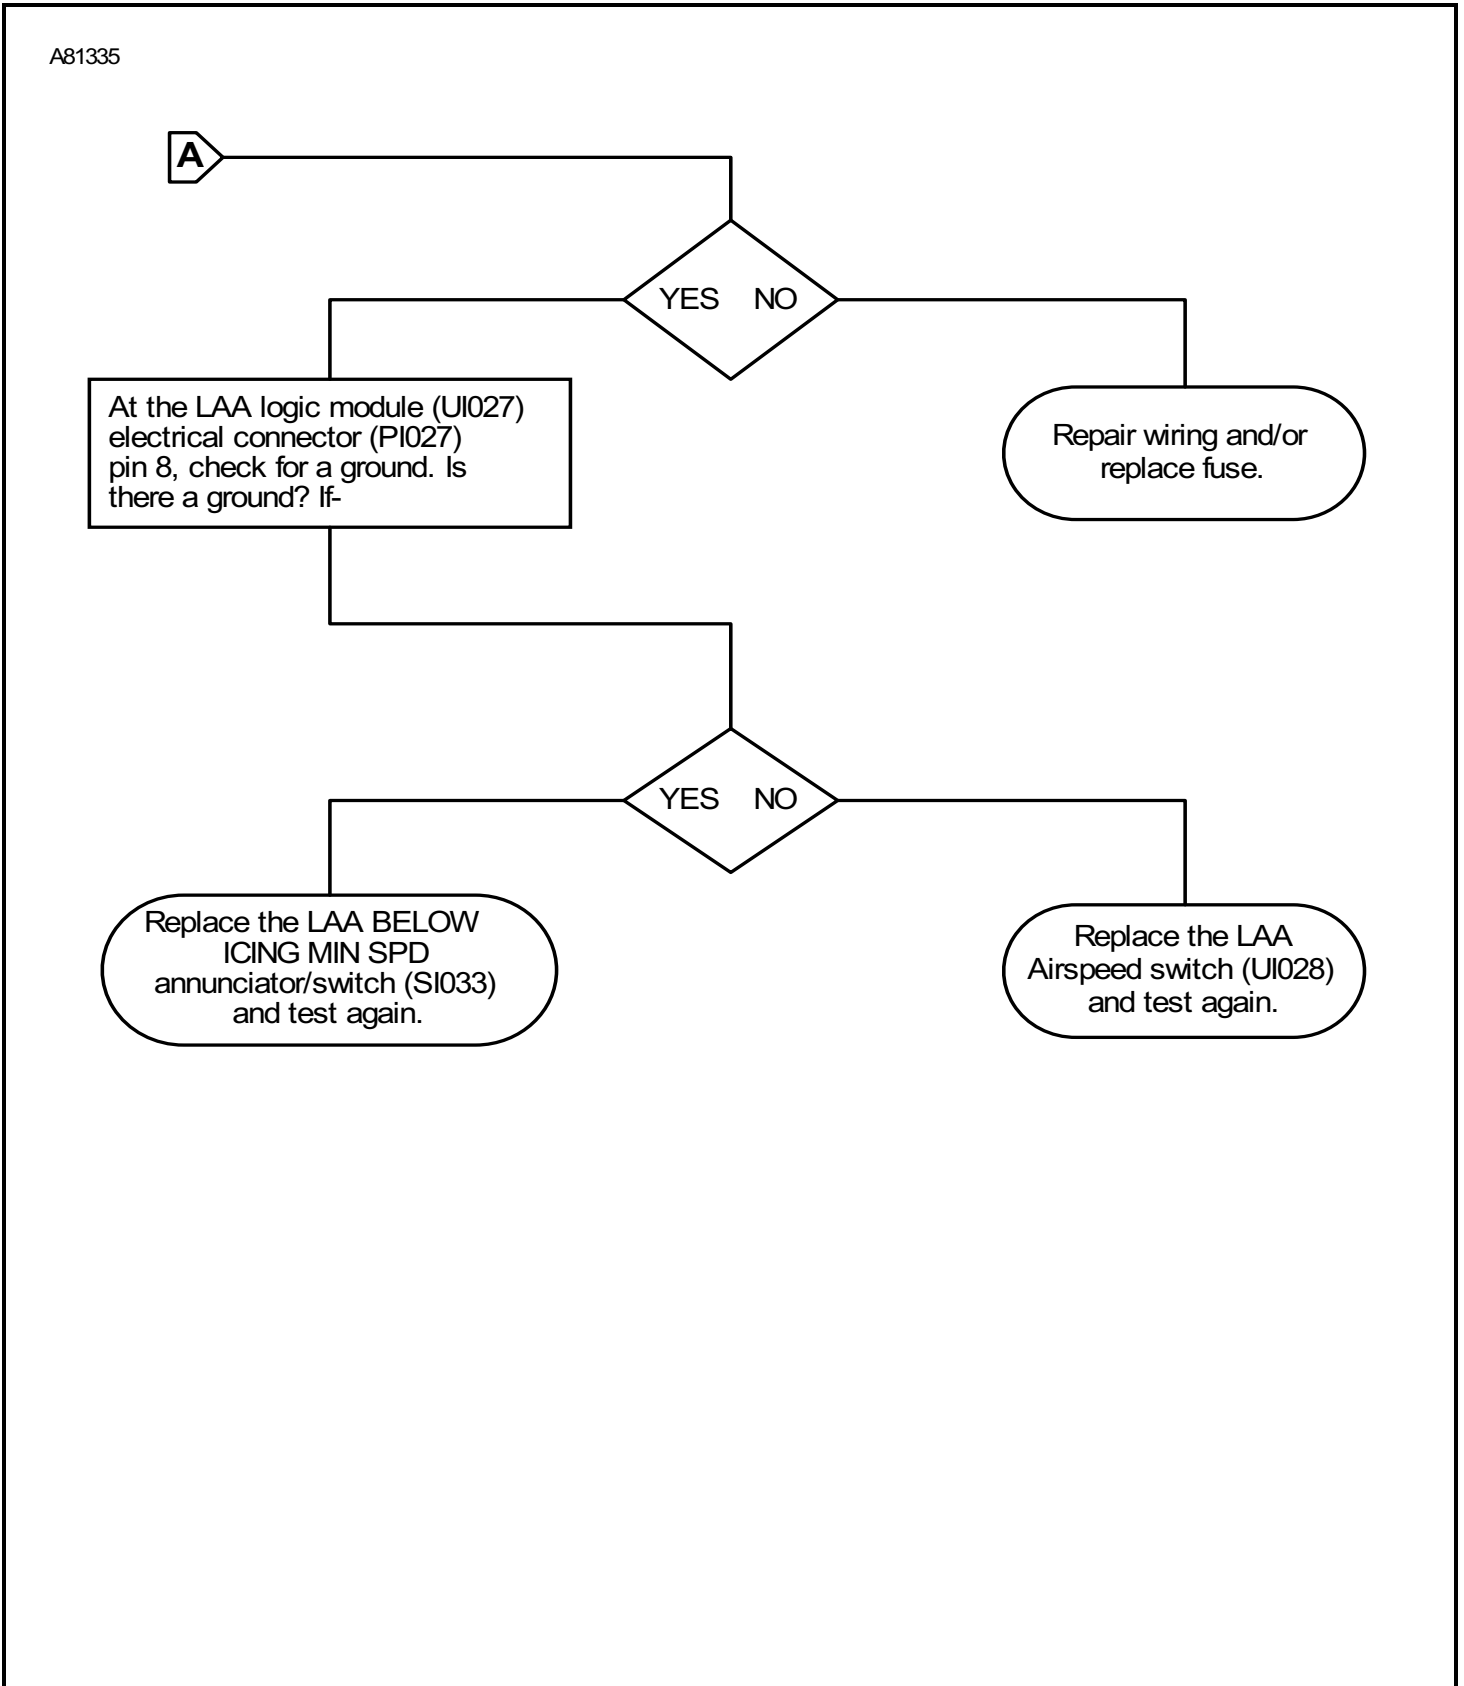 A81335
A
YES NO
At the LAA logic module (UI027)
electrical connector (PI027)
pin 8, check for a ground. Is
there a ground? If-
Repair wiring and/or
replace fuse.
YES NO
Replace the LAA BELOW
ICING MIN SPD
annunciator/switch (SI033)
and test again.
Replace the LAA
Airspeed switch (UI028)
and test again.